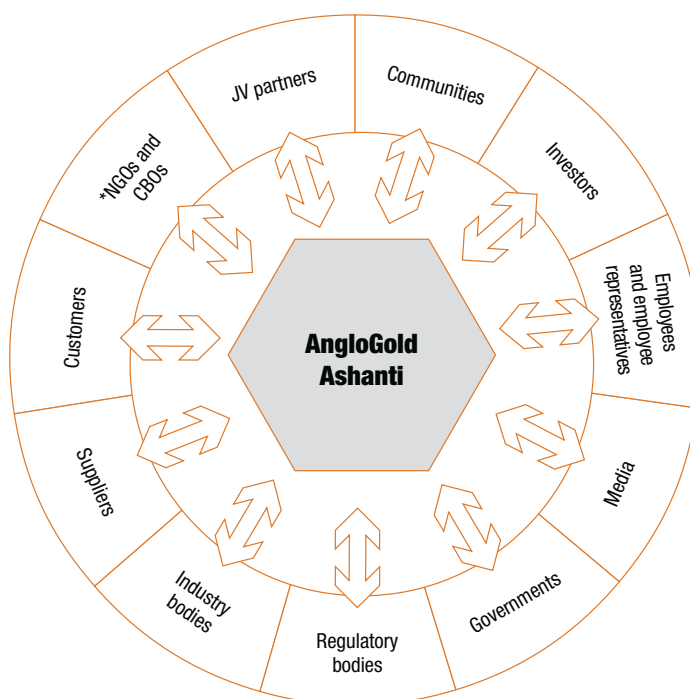 JV partners
Communities
Investors
Employees
and employee
representatives
Media
Governments
Regulatory
bodies
Industry
bodies
Suppliers
Customers
*NGOs and
CBOs
AngloGold
Ashanti